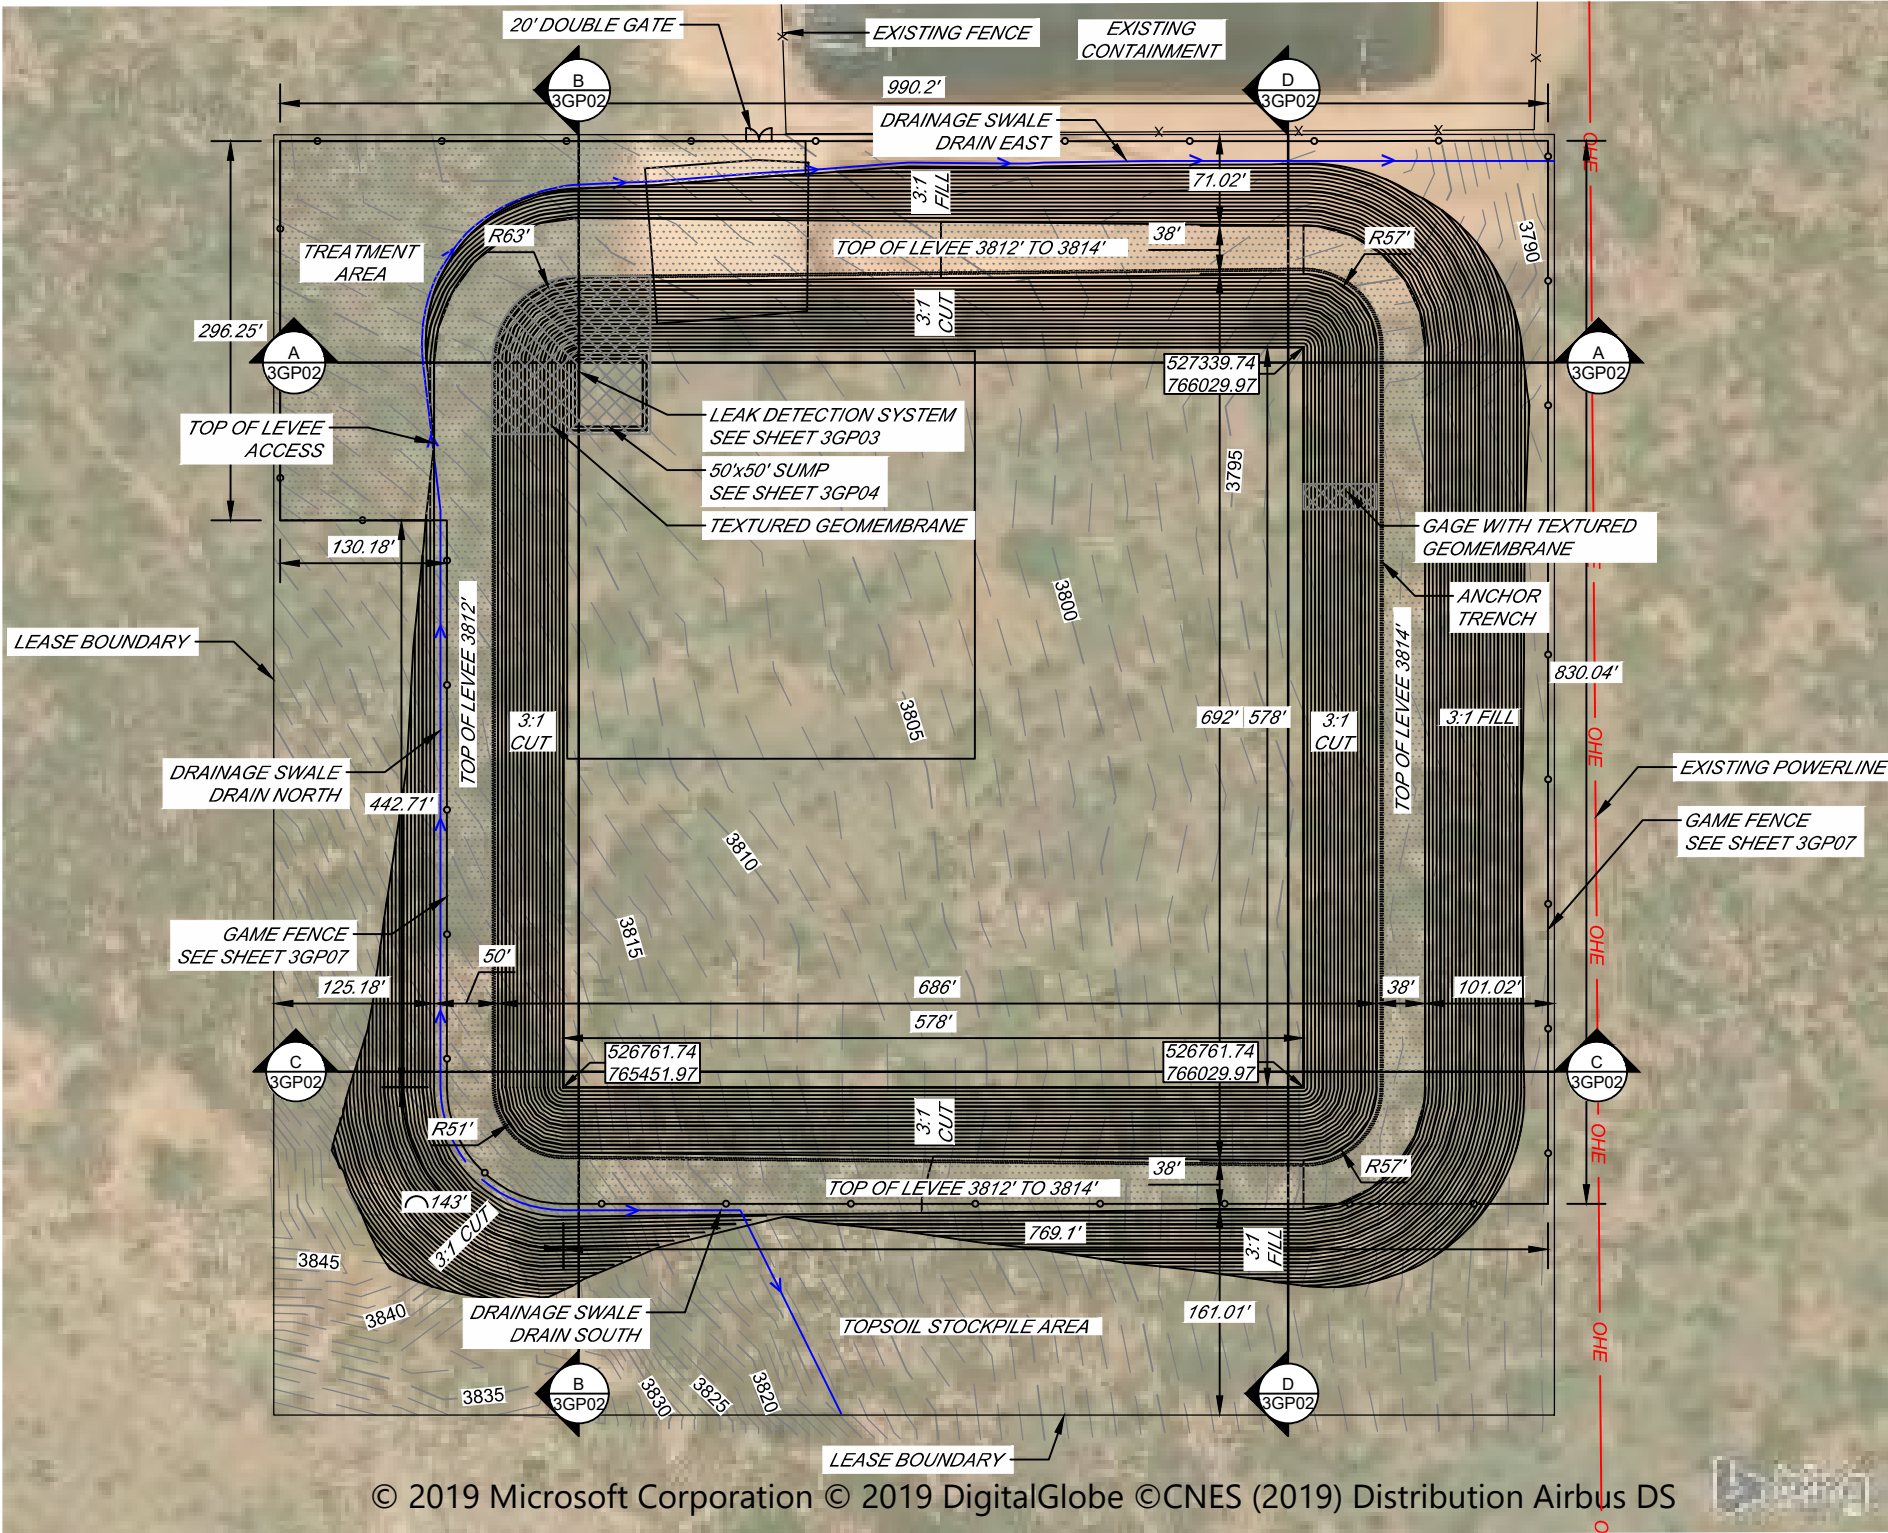 20' DOUBLE GATE
EXISTING FENCE
EXISTING
CONTAINMENT
B
3GP02
D
3GP02
990.2'
DRAINAGE SWALE
DRAIN EAST
OHE
3:1
FILL
71.02'
R63'
TOP OF LEVEE 3812' TO 3814'
38'
R57'
3790
TREATMENT
AREA
3:1
CUT
296.25'
A
3GP02
527339.74
766029.97
A
3GP02
LEAK DETECTION SYSTEM
SEE SHEET 3GP03
TOP OF LEVEE
ACCESS
50'x50' SUMP
SEE SHEET 3GP04
3795
TEXTURED GEOMEMBRANE
GAGE WITH TEXTURED
GEOMEMBRANE
130.18'
ANCHOR
TRENCH
3800
LEASE BOUNDARY
TOP OF LEVEE 3812'
TOP OF LEVEE 3814'
830.04'
3:1
CUT
3805
692'
578'
3:1
CUT
3:1 FILL
OHE
DRAINAGE SWALE
DRAIN NORTH
EXISTING POWERLINE
442.71'
GAME FENCE
SEE SHEET 3GP07
3810
GAME FENCE
SEE SHEET 3GP07
3815
OHE
50'
125.18'
686'
38'
101.02'
578'
C
3GP02
526761.74
765451.97
526761.74
766029.97
C
3GP02
R51'
3:1
CUT
OHE
38'
R57'
TOP OF LEVEE 3812' TO 3814'
143'
3:1 CUT
769.1'
3:1
FILL
3845
3840
DRAINAGE SWALE
DRAIN SOUTH
TOPSOIL STOCKPILE AREA
161.01'
OHE
3835
B
3GP02
3830
3825
3820
D
3GP02
LEASE BOUNDARY
© 2019 Microsoft Corporation © 2019 DigitalGlobe ©CNES (2019) Distribution Airbus DS